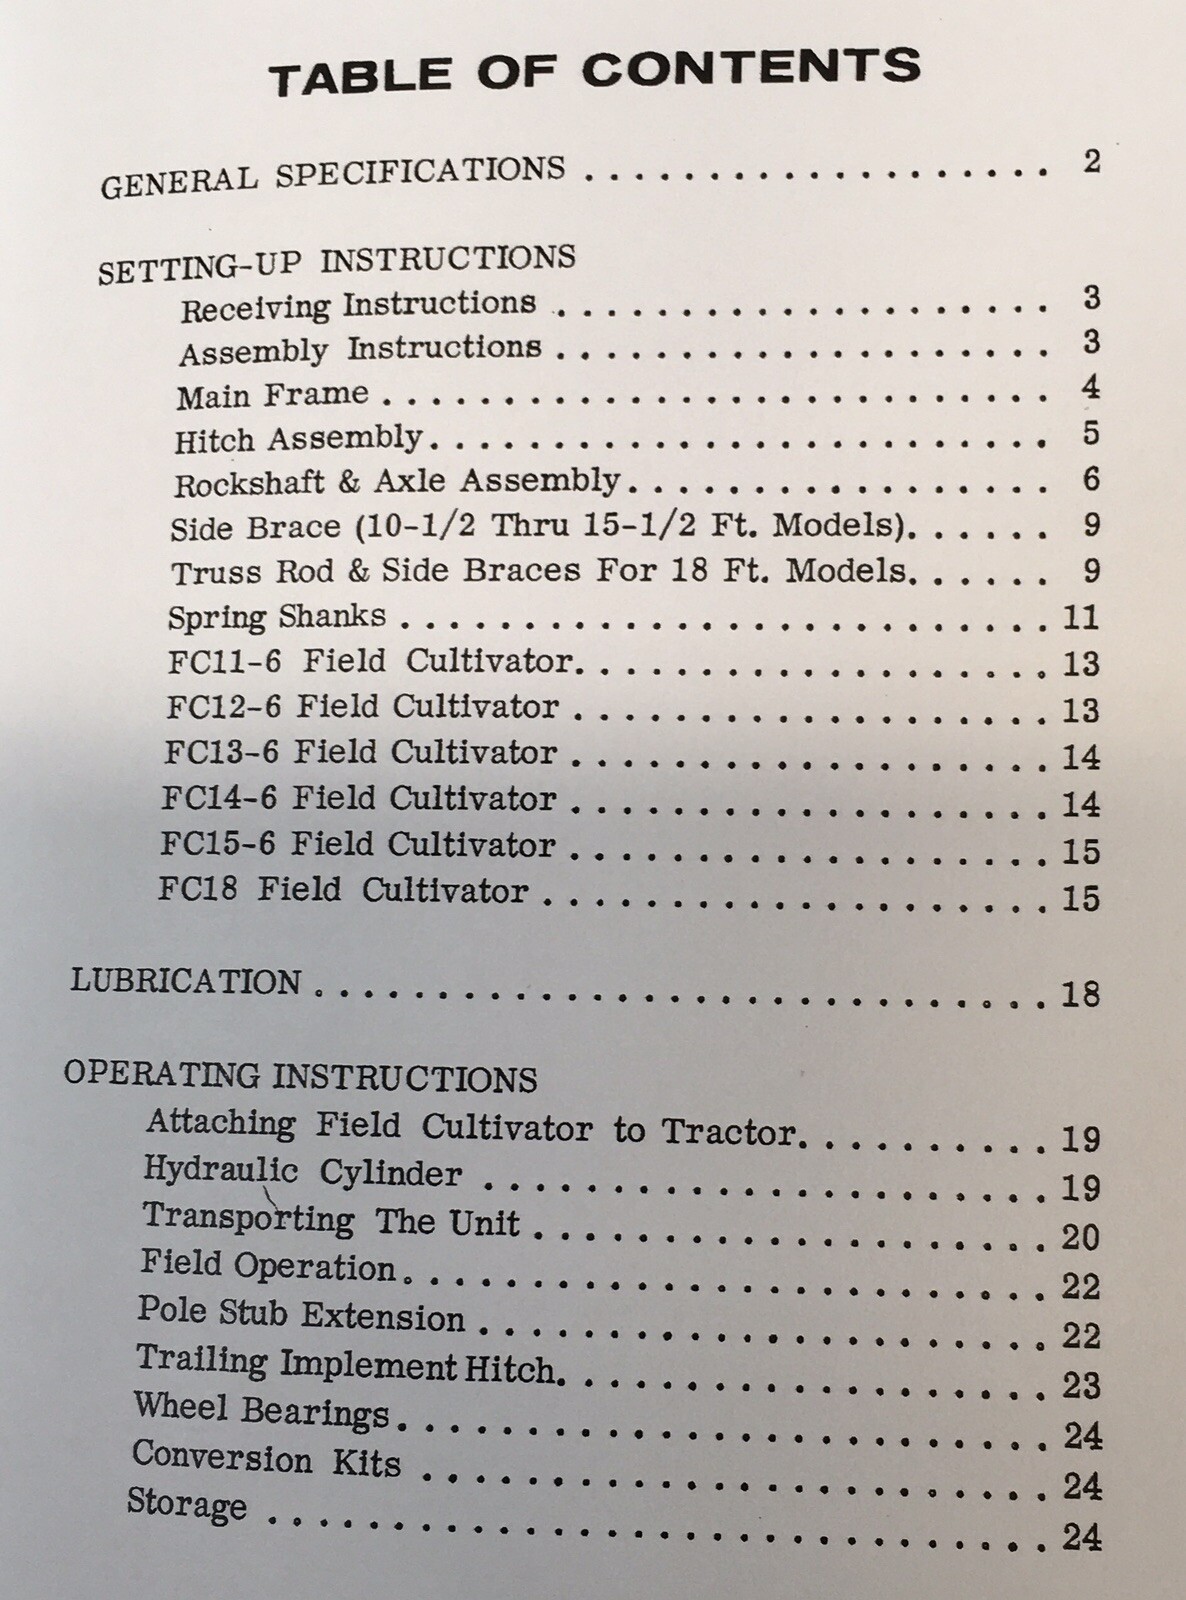 TABLE OF CONTENTS
GENERAL SPECIFICATIONS . . . . . . . . . . . . . . . . . . . 2
SETTING-UP INSTRUCTIONS
Receiving Instructions . . . . . . . . . . . . . . . . . . . . 3
Assembly Instructions . . . . . . . . . . . . . . . . . . . . 3
Main Frame . . . . . . . . . . . . . . . . . . . . . . . . . . 4
Hitch Assembly. . . . . . . . . . . . . . . . . . . . . . . . . 5
Rockshaft & Axle Assembly. . . . . . . . . . . . . . . . . 6
Side Brace (10-1/2 Thru 15-1/2 Ft. Models). . . . . . 9
Truss Rod & Side Braces For 18 Ft. Models. . . . . . 9
Spring Shanks . . . . . . . . . . . . . . . . . . . . . . . . . 11
FC11-6 Field Cultivator. . . . . . . . . . . . . . . . . . . 13
FC12-6 Field Cultivator . . . . . . . . . . . . . . . . . . . 13
FC13-6 Field Cultivator . . . . . . . . . . . . . . . . . . . 14
FC14-6 Field Cultivator . . . . . . . . . . . . . . . . . . . 14
FC15-6 Field Cultivator . . . . . . . . . . . . . . . . . . . 15
FC18 Field Cultivator . . . . . . . . . . . . . . . . . . . . 15
LUBRICATION . . . . . . . . . . . . . . . . . . . . . . . . . . . . . 18
OPERATING INSTRUCTIONS
Attaching Field Cultivator to Tractor. . . . . . . . . . 19
Hydraulic Cylinder . . . . . . . . . . . . . . . . . . . . . . 19
Transporting The Unit . . . . . . . . . . . . . . . . . . . . 20
Field Operation. . . . . . . . . . . . . . . . . . . . . . . . . 22
Pole Stub Extension . . . . . . . . . . . . . . . . . . . . . . 22
Trailing Implement Hitch. . . . . . . . . . . . . . . . . . . 23
Wheel Bearings. . . . . . . . . . . . . . . . . . . . . . . . . 24
Conversion Kits . . . . . . . . . . . . . . . . . . . . . . . . 24
Storage . . . . . . . . . . . . . . . . . . . . . . . . . . . . . . 24